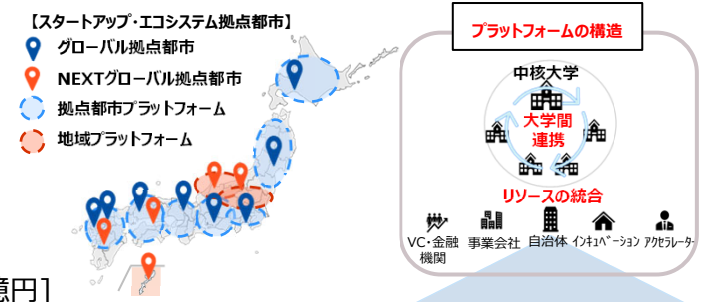 【スタートアップ・エコシステム拠点都市】
グローバル拠点都市
NEXTグローバル拠点都市
拠点都市プラットフォーム
地域プラットフォーム
億円]
プラットフォームの構造
中核大学
大学間
連携
リソースの統合
VC・金融
機関
事業会社
自治体
インキュベーション
アクセラレーター